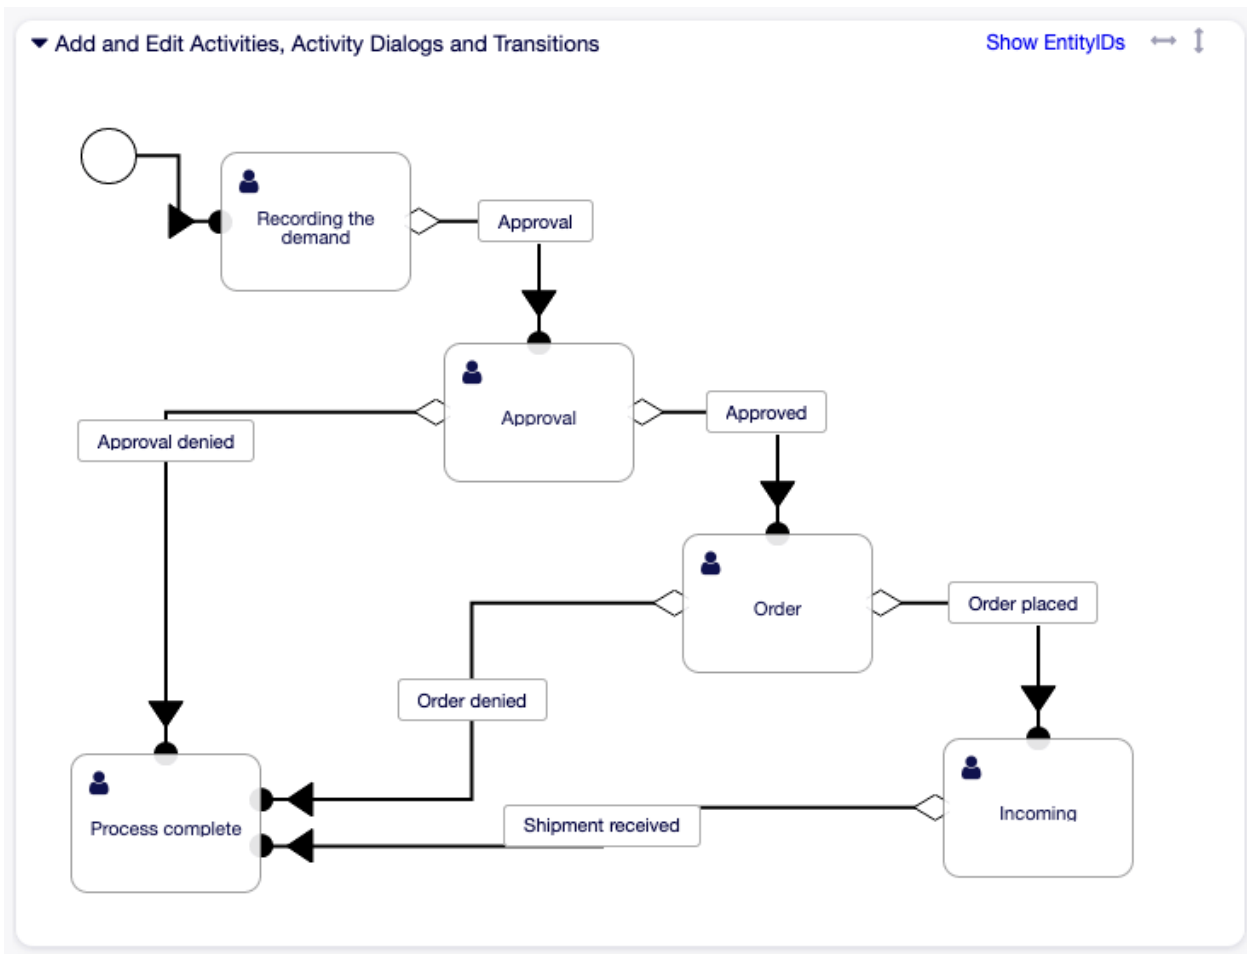 Add and Edit Activities, Activity Dialogs and Transitions
Show EntityIDs
Recording the
demand
Approval
Approval
Approved
Approval denied
Order
Order placed
Order denied
Process complete
Shipment received
Incoming